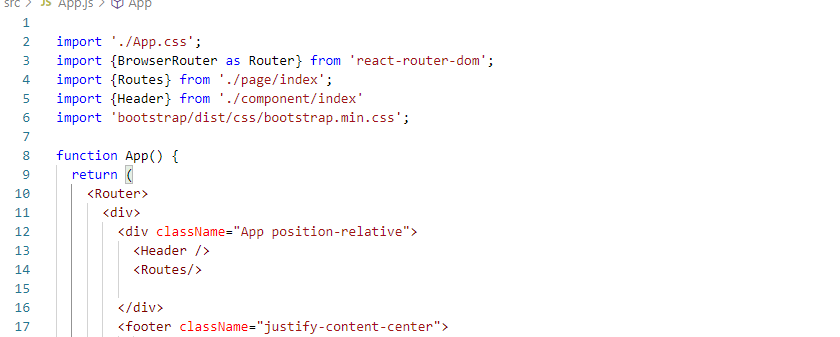 src > JS App.js > App
1
2 import './App.css';
3 import {BrowserRouter as Router} from 'react-router-dom';
4 import {Routes} from './page/index';
5 import {Header} from './component/index'
6 import 'bootstrap/dist/css/bootstrap.min.css';
7
8 function App() {
9   return (
10     <Router>
11       <div>
12         <div className="App position-relative">
13           <Header />
14           <Routes/>
15
16         </div>
17         <footer className="justify-content-center">